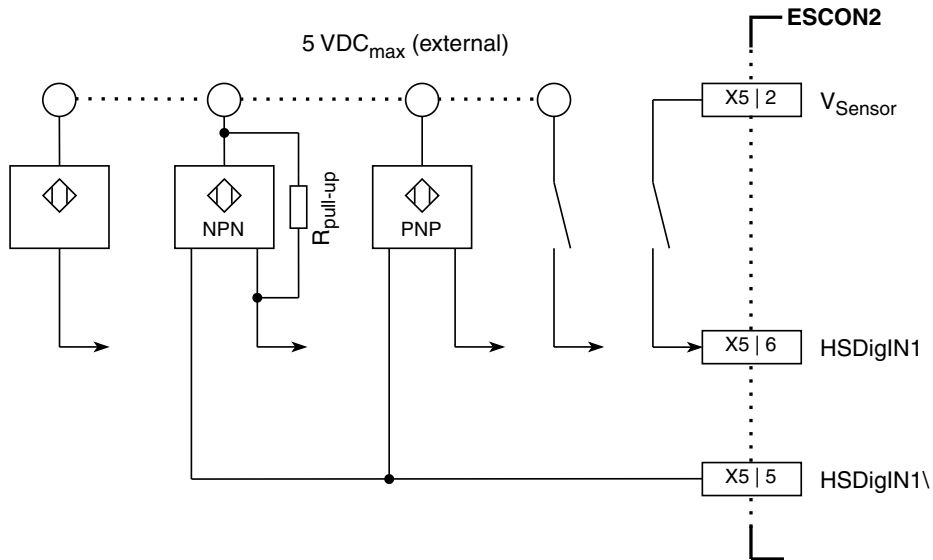 ESCON2
5 VDCmax (external)
X5 | 2
VSensor
NPN
Rpull-up
PNP
X5 | 6
HSDigIN1
X5 | 5
HSDigIN1\